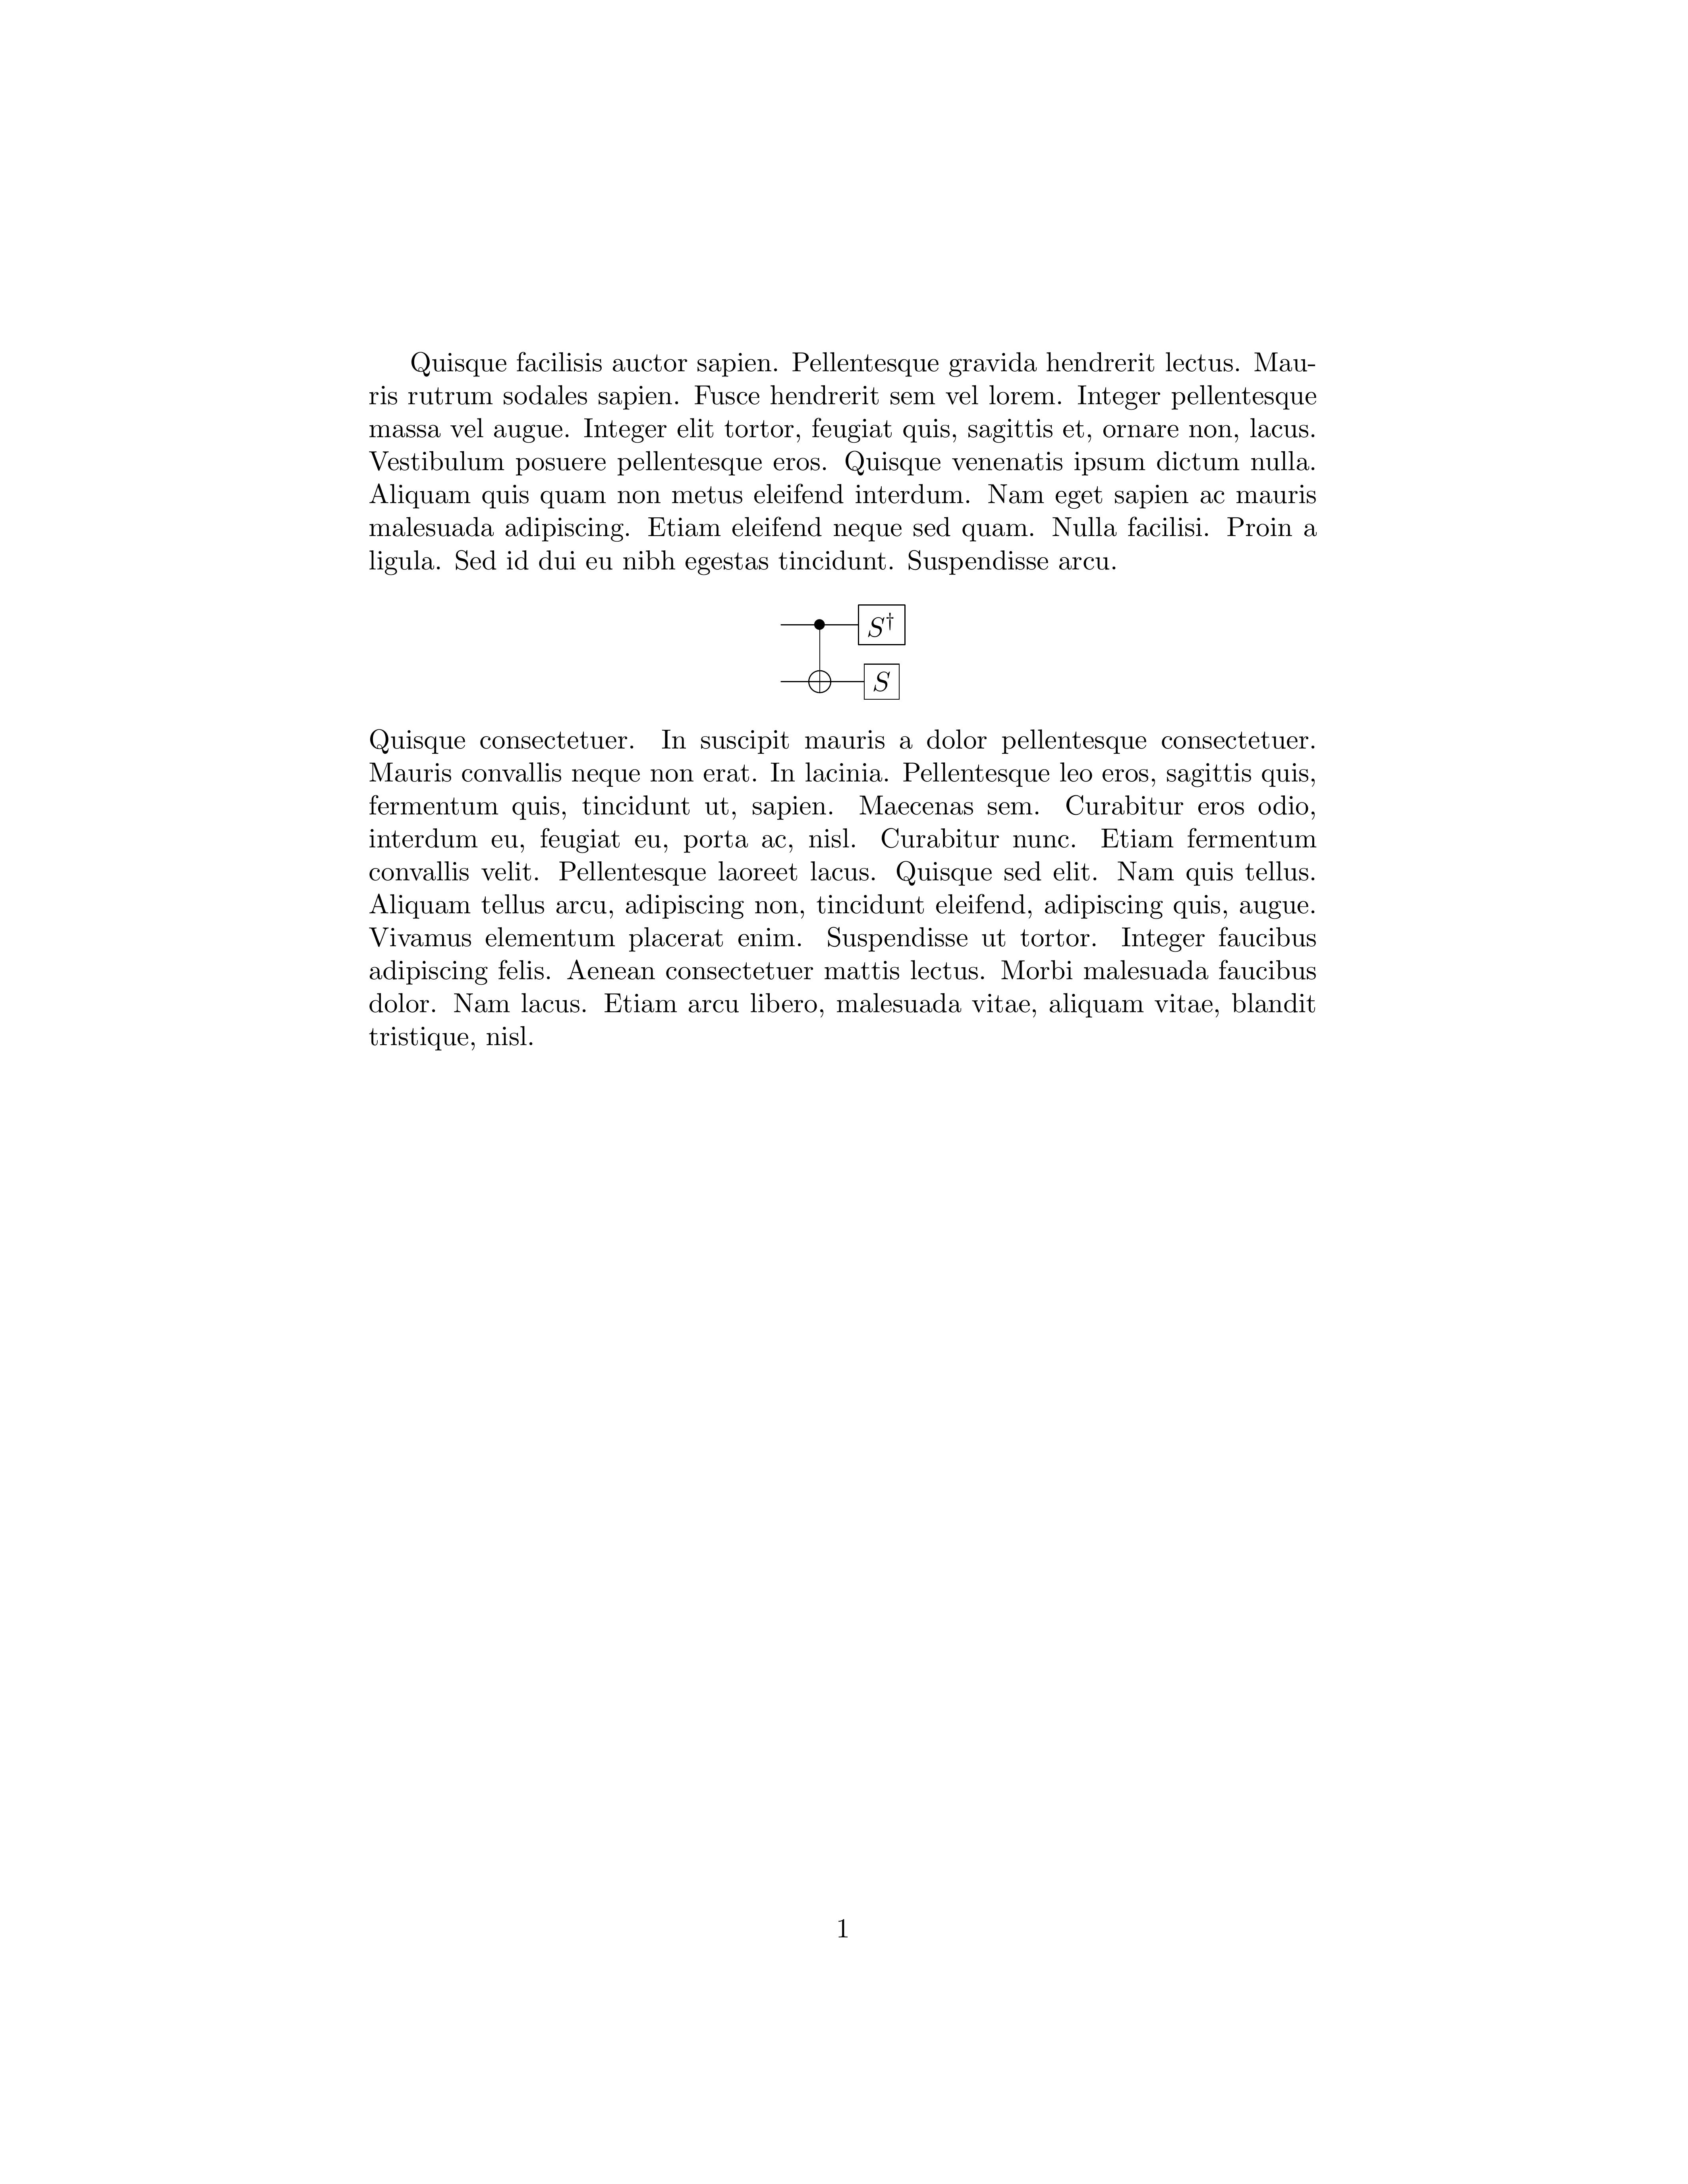 Quisque facilisis auctor sapien. Pellentesque gravida hendrerit lectus. Mau-
ris rutrum sodales sapien. Fusce hendrerit sem vel lorem. Integer pellentesque
massa vel augue. Integer elit tortor, feugiat quis, sagittis et, ornare non, lacus.
Vestibulum posuere pellentesque eros. Quisque venenatis ipsum dictum nulla.
Aliquam quis quam non metus eleifend interdum. Nam eget sapien ac mauris
malesuada adipiscing. Etiam eleifend neque sed quam. Nulla facilisi. Proin a
ligula. Sed id dui eu nibh egestas tincidunt. Suspendisse arcu.
S†
S
Quisque consectetuer. In suscipit mauris a dolor pellentesque consectetuer.
Mauris convallis neque non erat. In lacinia. Pellentesque leo eros, sagittis quis,
fermentum quis, tincidunt ut, sapien. Maecenas sem. Curabitur eros odio,
interdum eu, feugiat eu, porta ac, nisl. Curabitur nunc. Etiam fermentum
convallis velit. Pellentesque laoreet lacus. Quisque sed elit. Nam quis tellus.
Aliquam tellus arcu, adipiscing non, tincidunt eleifend, adipiscing quis, augue.
Vivamus elementum placerat enim. Suspendisse ut tortor. Integer faucibus
adipiscing felis. Aenean consectetuer mattis lectus. Morbi malesuada faucibus
dolor. Nam lacus. Etiam arcu libero, malesuada vitae, aliquam vitae, blandit
tristique, nisl.
1